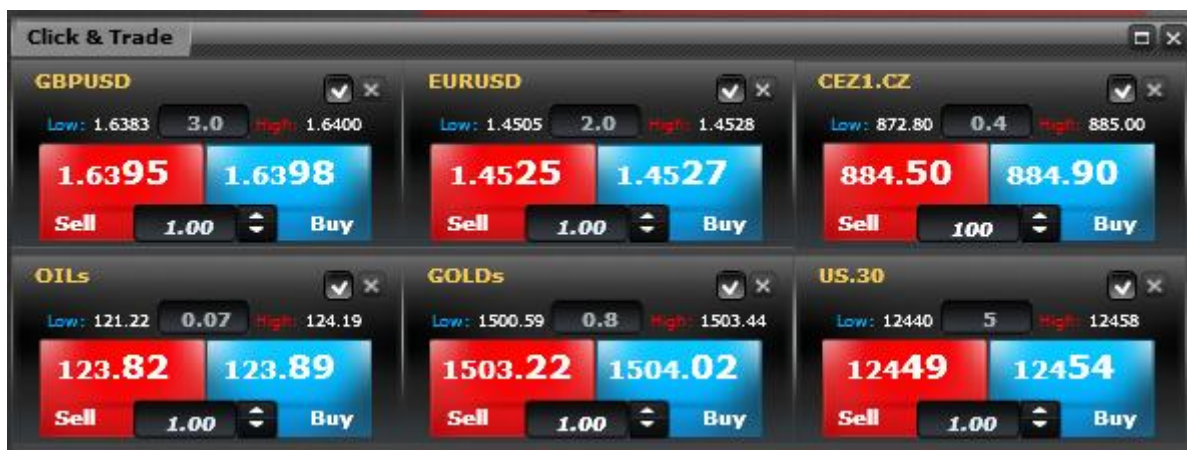 Click & Trade
GBPUSD
Low: 1.6383 3.0 High: 1.6400
1.6395 1.6398
Sell 1.00 Buy
EURUSD
Low: 1.4505 2.0 High: 1.4528
1.4525 1.4527
Sell 1.00 Buy
CEZ1.CZ
Low: 872.80 0.4 High: 885.00
884.50 884.90
Sell 100 Buy
OILs
Low: 121.22 0.07 High: 124.19
123.82 123.89
Sell 1.00 Buy
GOLDs
Low: 1500.59 0.8 High: 1503.44
1503.22 1504.02
Sell 1.00 Buy
US.30
Low: 12440 5 High: 12458
12449 12454
Sell 1.00 Buy